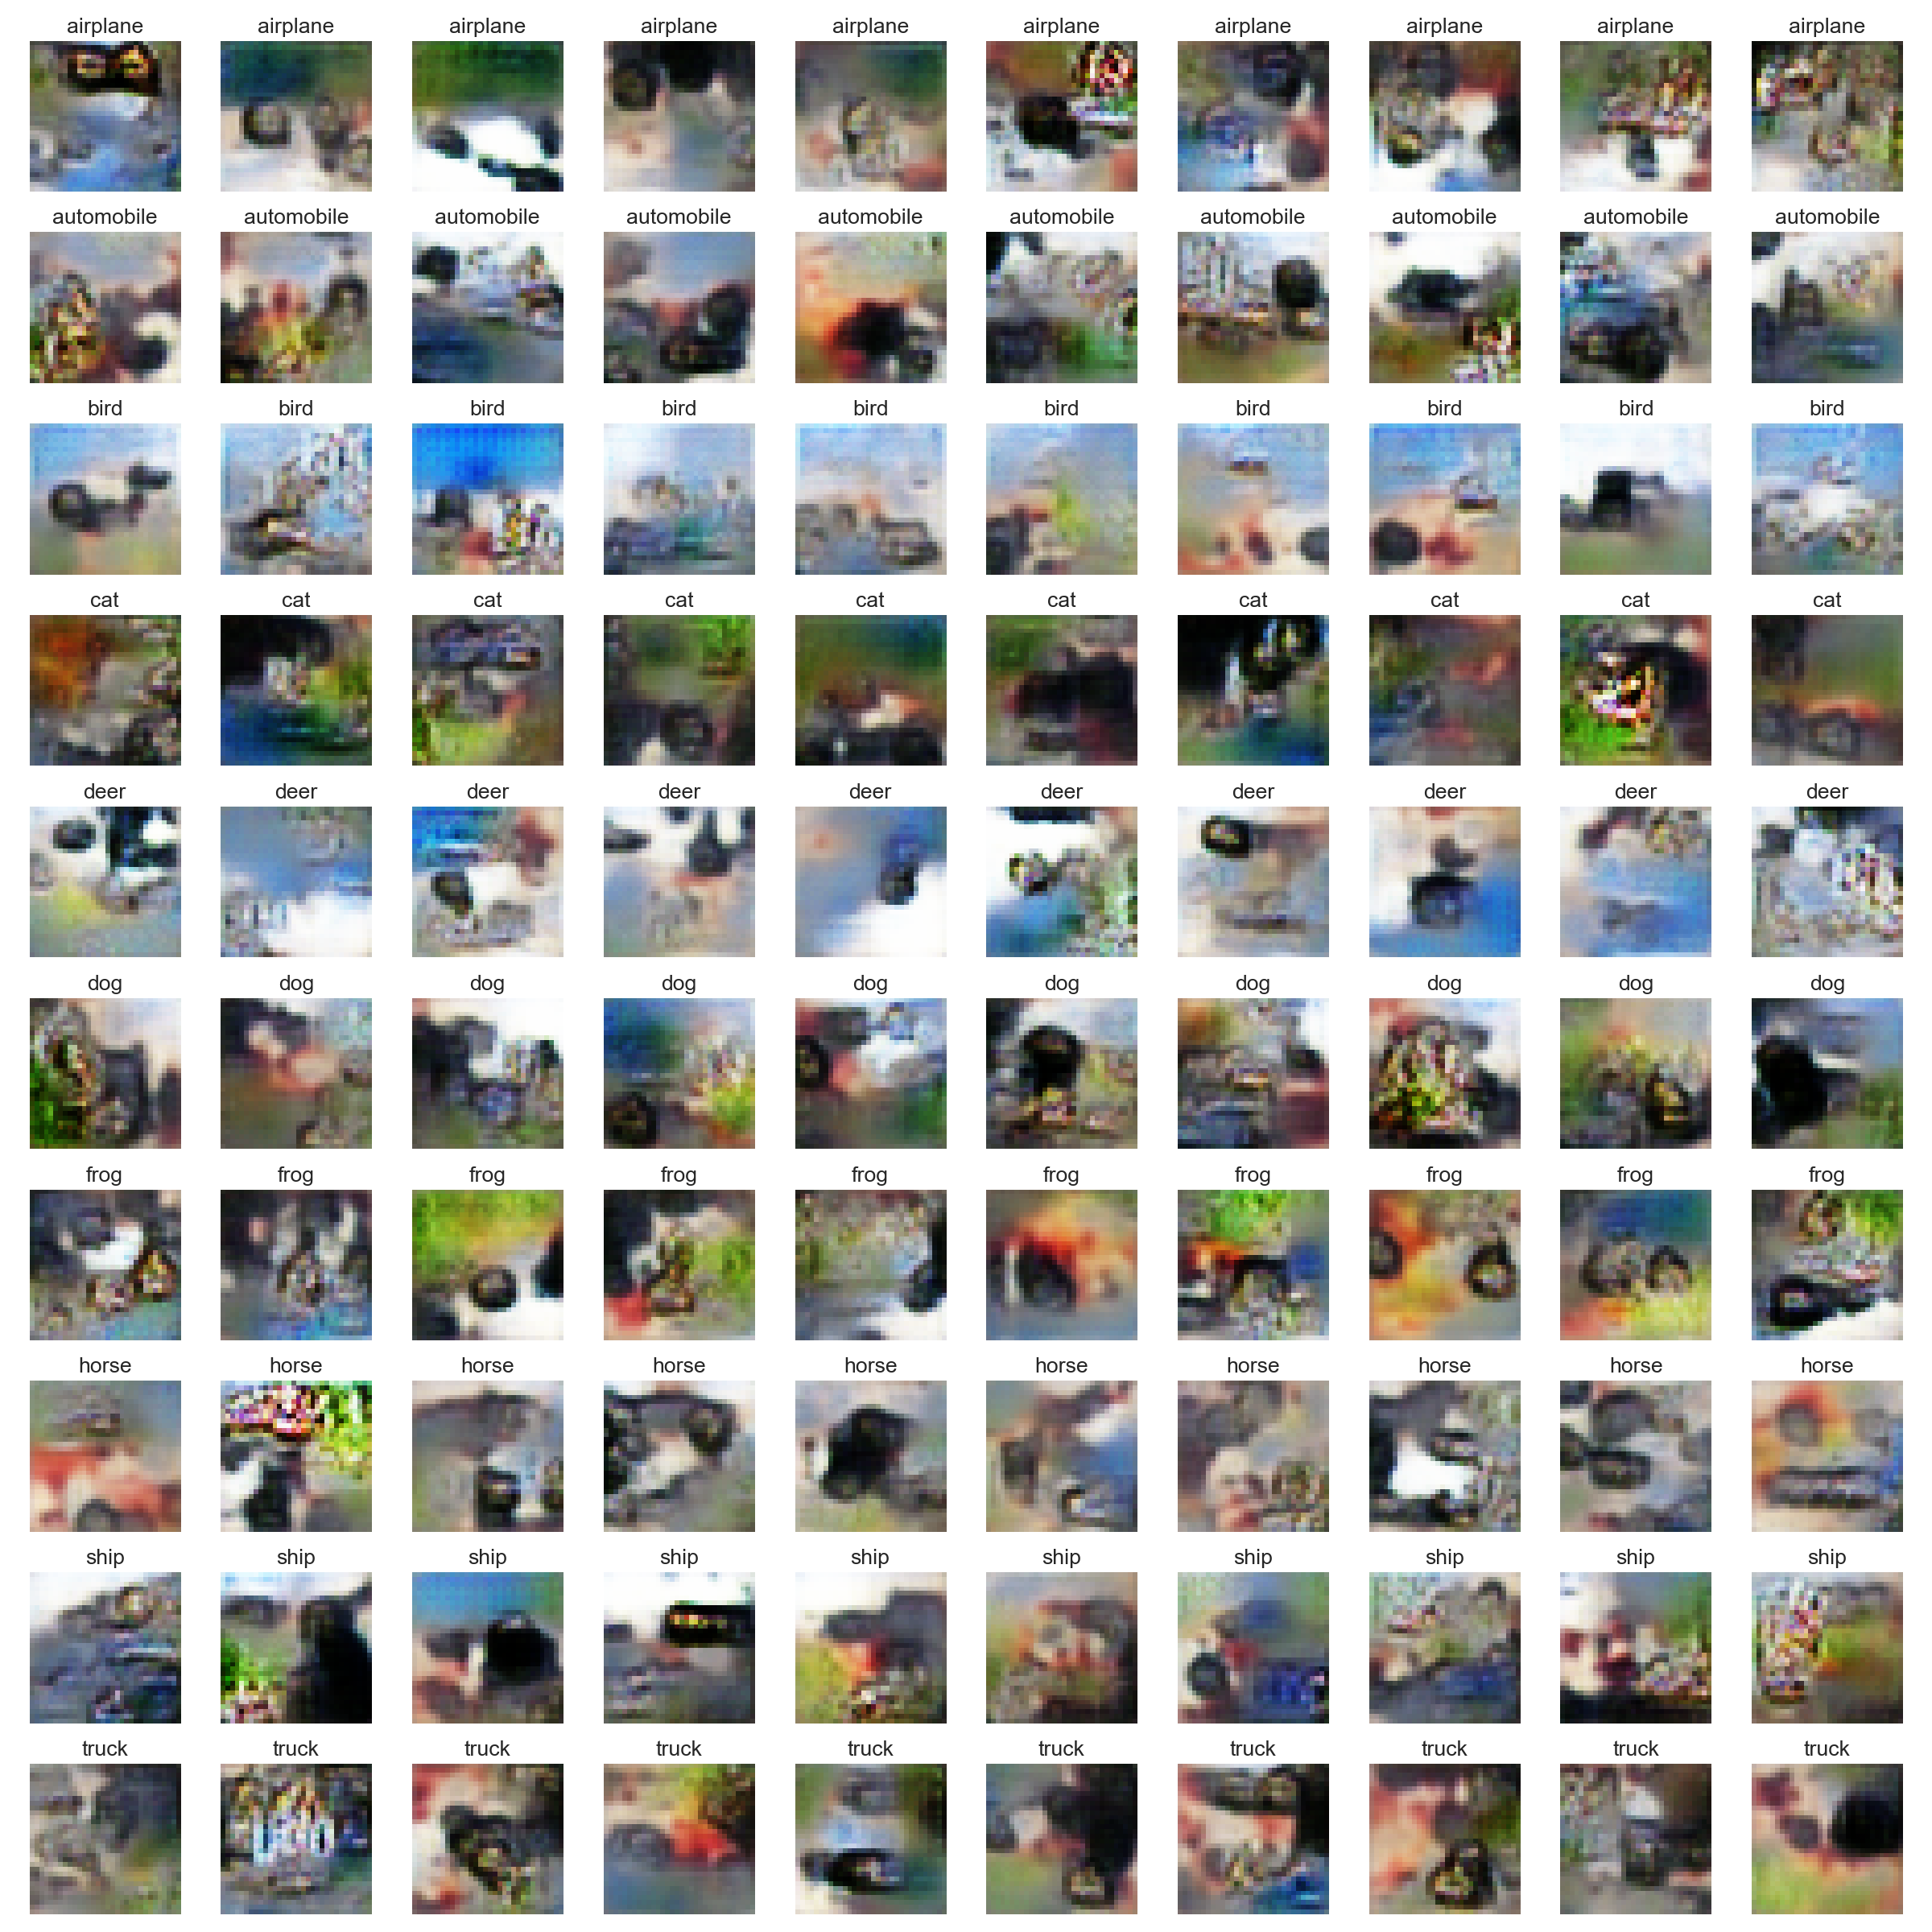 airplane airplane airplane airplane airplane airplane airplane airplane airplane airplane
automobile automobile automobile automobile automobile automobile automobile automobile automobile automobile
bird bird bird bird bird bird bird bird bird bird
cat cat cat cat cat cat cat cat cat cat
deer deer deer deer deer deer deer deer deer deer
dog dog dog dog dog dog dog dog dog dog
frog frog frog frog frog frog frog frog frog frog
horse horse horse horse horse horse horse horse horse horse
ship ship ship ship ship ship ship ship ship ship
truck truck truck truck truck truck truck truck truck truck